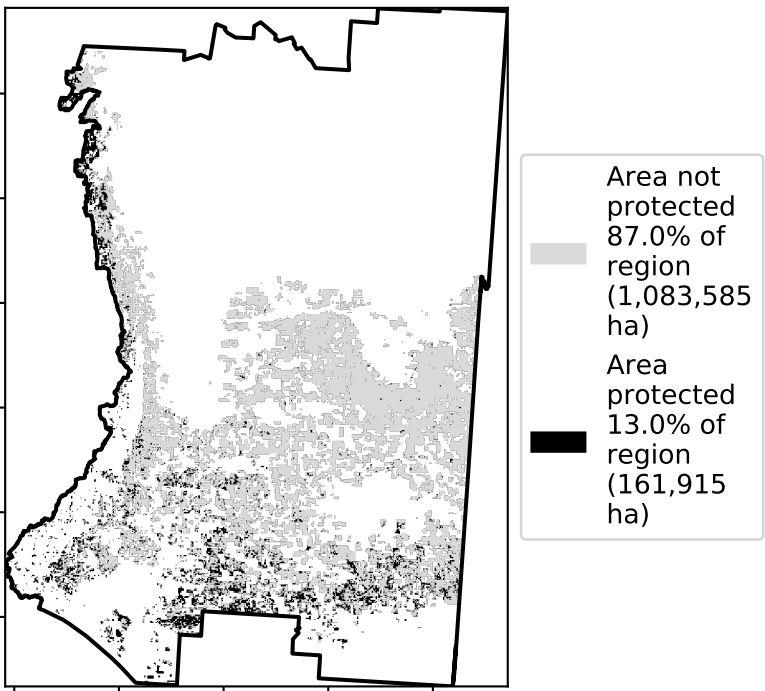 Area not
protected
87.0% of
region
(1,083,585
ha)
Area
protected
13.0% of
region
(161,915
ha)